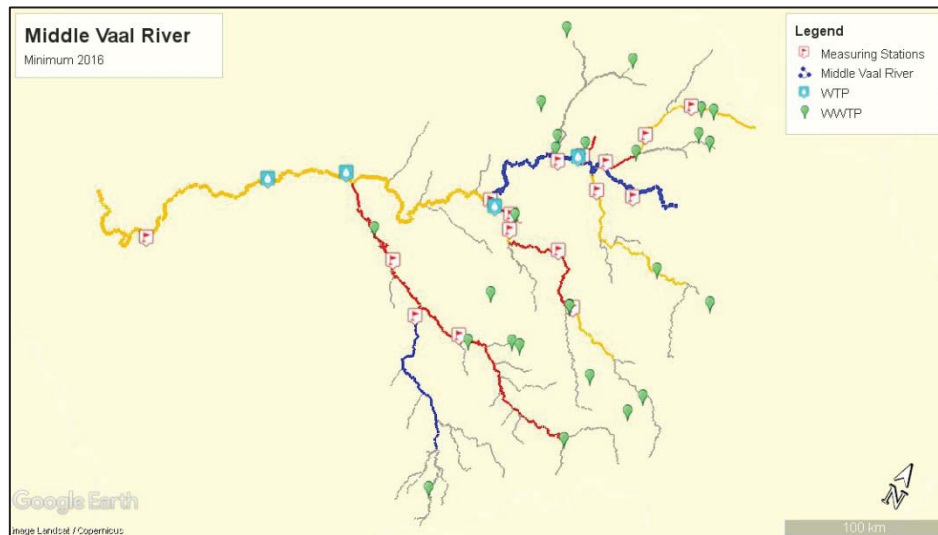 Middle Vaal River
Minimum 2016
Legend
Measuring Stations
Middle Vaal River
WTP
WWTP
Google Earth
Image Landsat / Copernicus
N
100 km